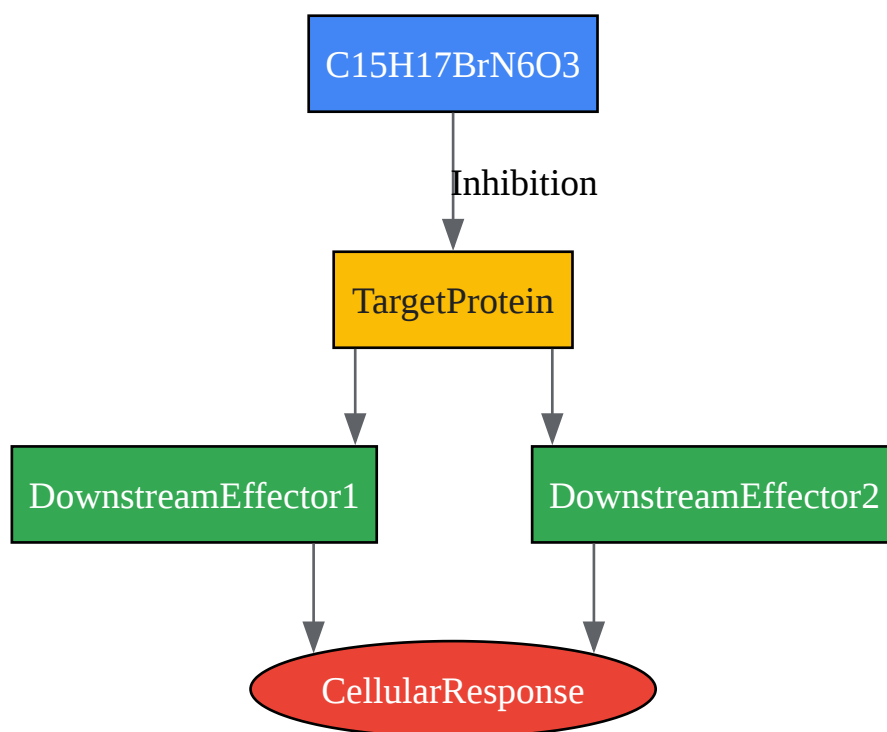 C15H17BrN6O3
Inhibition
TargetProtein
DownstreamEffector1
DownstreamEffector2
CellularResponse